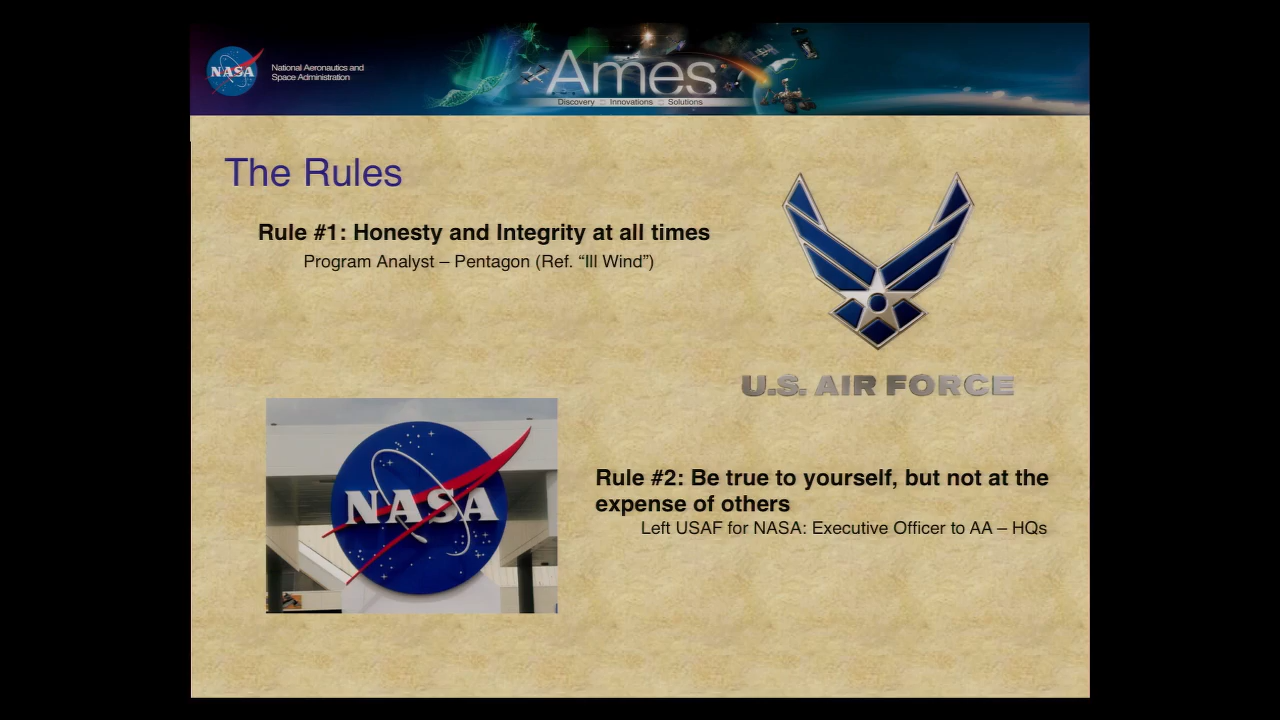 NASA
National Aeronautics and
Space Administration
Ames
Discovery :: Innovations :: Solutions
The Rules
Rule #1: Honesty and Integrity at all times
Program Analyst – Pentagon (Ref. “Ill Wind”)
U.S. AIR FORCE
NASA
Rule #2: Be true to yourself, but not at the
expense of others
Left USAF for NASA: Executive Officer to AA – HQs